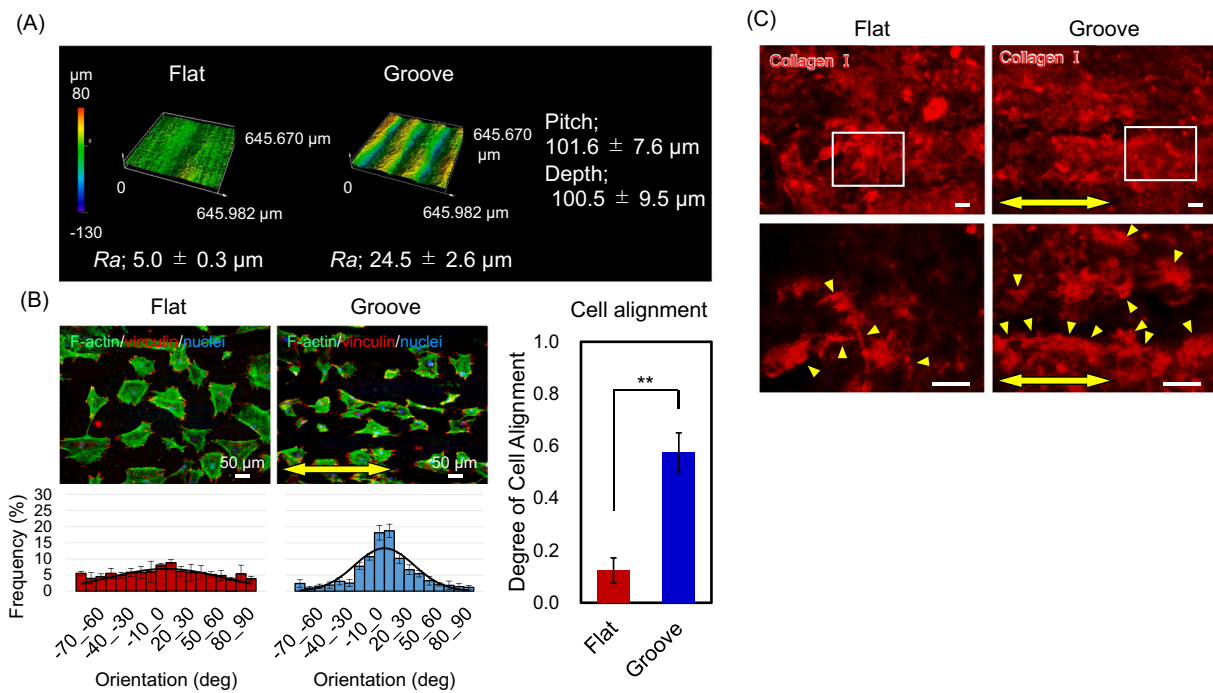 (A)
µm
80
0
-130
Flat
0
645.670 µm
645.982 µm
Ra; 5.0 ± 0.3 µm
Groove
0
645.670
µm
645.982 µm
Ra; 24.5 ± 2.6 µm
Pitch;
101.6 ± 7.6 µm
Depth;
100.5 ± 9.5 µm
(B)
Flat
F-actin/vinculin/nuclei
50 µm
Groove
F-actin/vinculin/nuclei
50 µm
Frequency (%)
30
25
20
15
10
5
0
-70_-60
-40_-30
-10_0
20_30
50_60
80_90
Orientation (deg)
-70_-60
-40_-30
-10_0
20_30
50_60
80_90
Orientation (deg)
Cell alignment
Degree of Cell Alignment
1.0
0.8
0.6
0.4
0.2
0.0
**
Flat
Groove
(C)
Flat
Collagen Ⅰ
Groove
Collagen Ⅰ